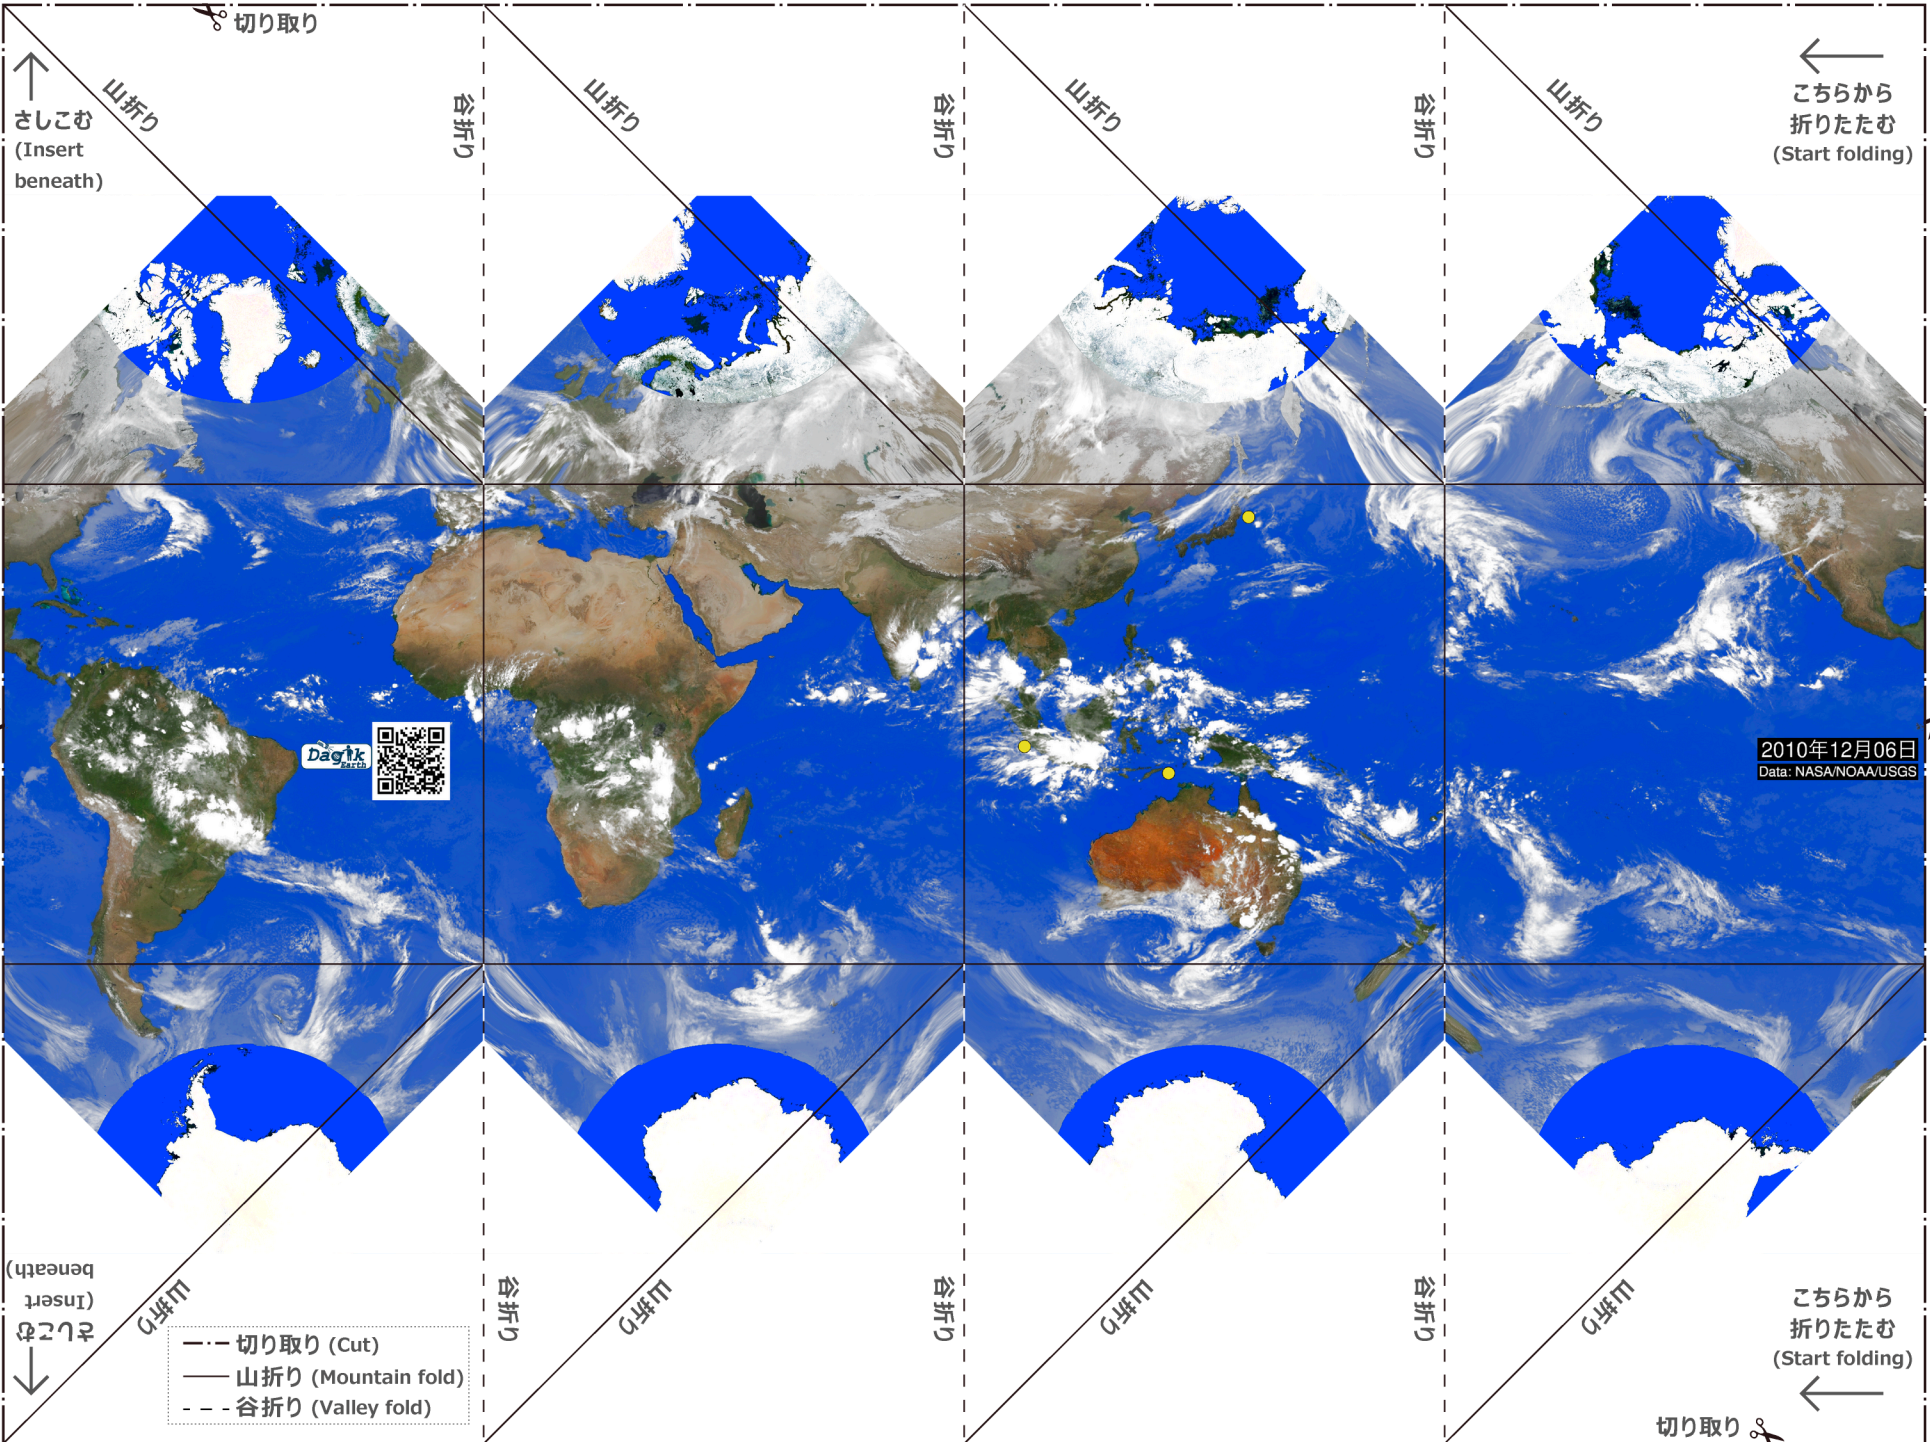 切り取り
山折り
谷折り
山折り
谷折り
山折り
谷折り
山折り
さしこむ
(Insert
beneath)
こちらから
折りたたむ
(Start folding)
Dagik
Earth
2010年12月06日
Data: NASA/NOAA/USGS
さしこむ
(Insert
beneath)
山折り
谷折り
山折り
谷折り
山折り
谷折り
山折り
こちらから
折りたたむ
(Start folding)
切り取り (Cut)
山折り (Mountain fold)
谷折り (Valley fold)
切り取り